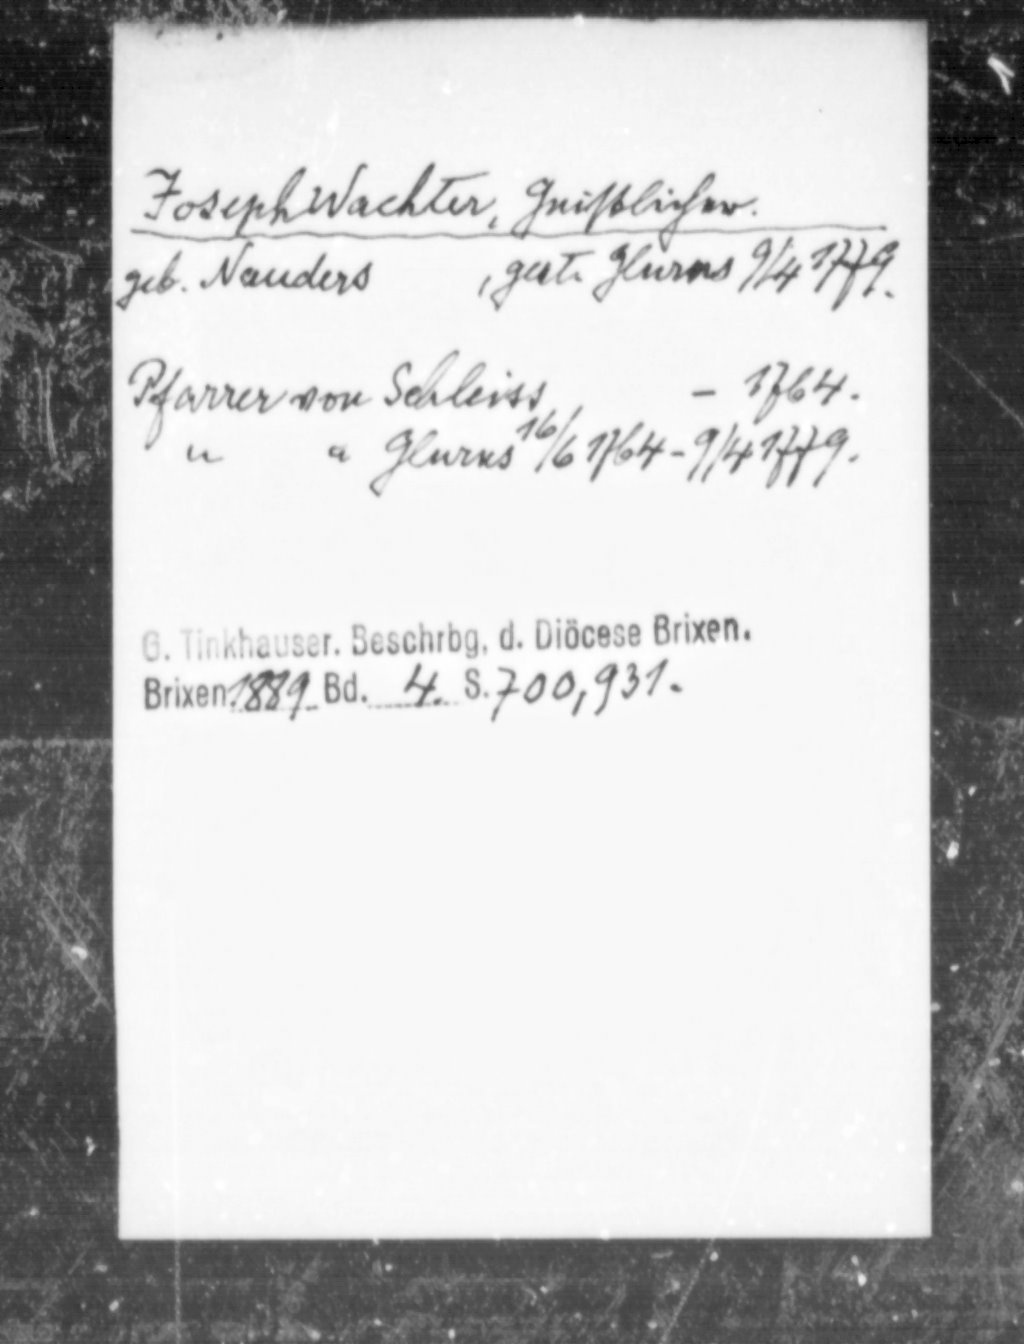 Joseph Wachter, Geistlicher.
geb. Nauders , gest. Glurns 9/4 1779.
Pfarrer von Schleiss - 1764.
" " Glurns 16/6 1764 - 9/4 1779.
G. Tinkhauser. Beschrbg, d. Diöcese Brixen.
Brixen 1889 Bd. 4. S. 700, 931.